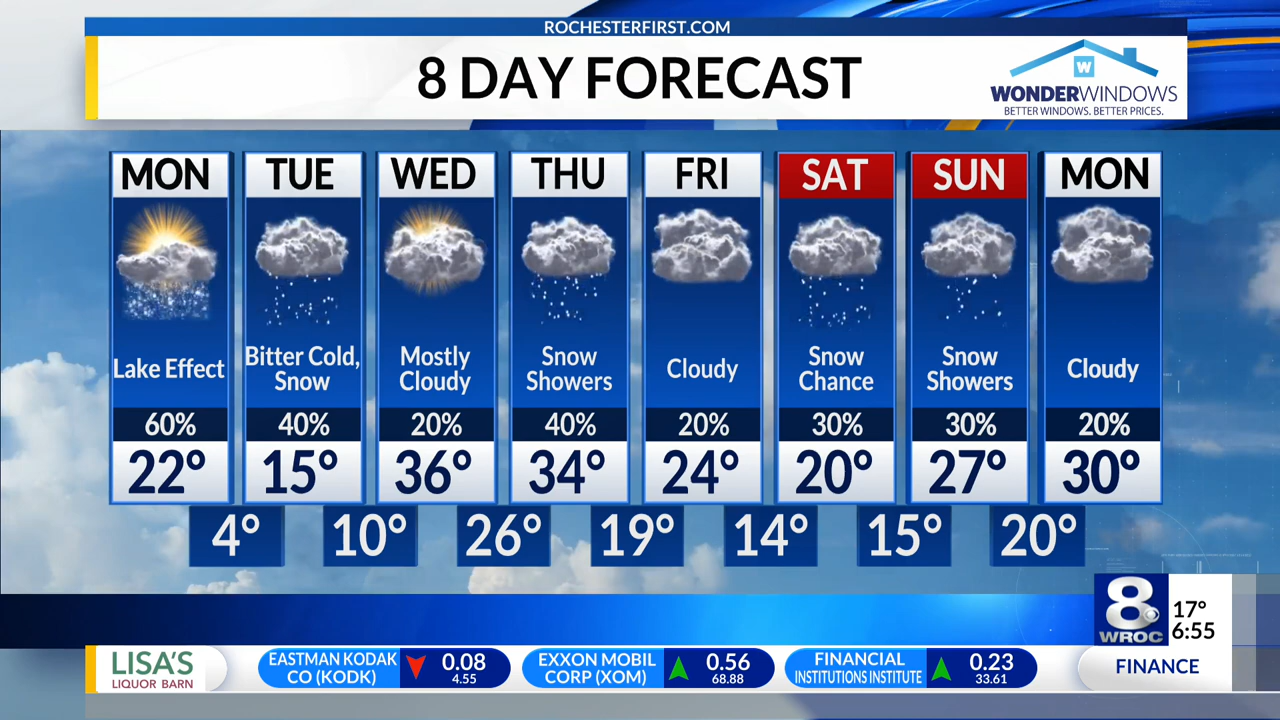 ROCHESTERFIRST.COM
8 DAY FORECAST
W
WONDERWINDOWS
BETTER WINDOWS. BETTER PRICES.
MON TUE WED THU FRI SAT SUN MON
Lake Effect
Bitter Cold,
Snow
Mostly
Cloudy
Snow
Showers
Cloudy
Snow
Chance
Snow
Showers
Cloudy
60% 40% 20% 40% 20% 30% 30% 20%
22° 15° 36° 34° 24° 20° 27° 30°
4° 10° 26° 19° 14° 15° 20°
8
WROC
17°
6:55
LISA'S
LIQUOR BARN
EASTMAN KODAK
CO (KODK)
0.08
4.55
EXXON MOBIL
CORP (XOM)
0.56
68.88
FINANCIAL
INSTITUTIONS INSTITUTE
0.23
33.61
FINANCE